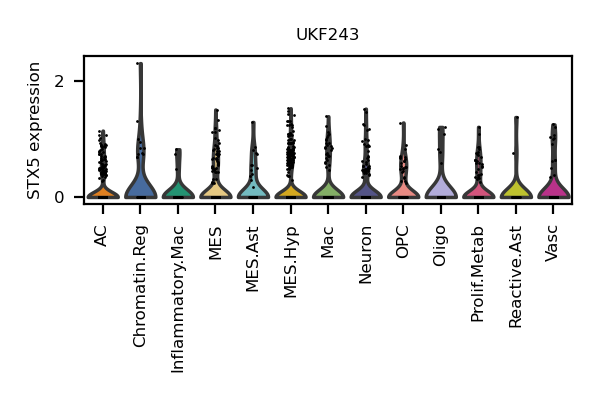 UKF243
STX5 expression
2
0
AC
Chromatin.Reg
Inflammatory.Mac
MES
MES.Ast
MES.Hyp
Mac
Neuron
OPC
Oligo
Prolif.Metab
Reactive.Ast
Vasc